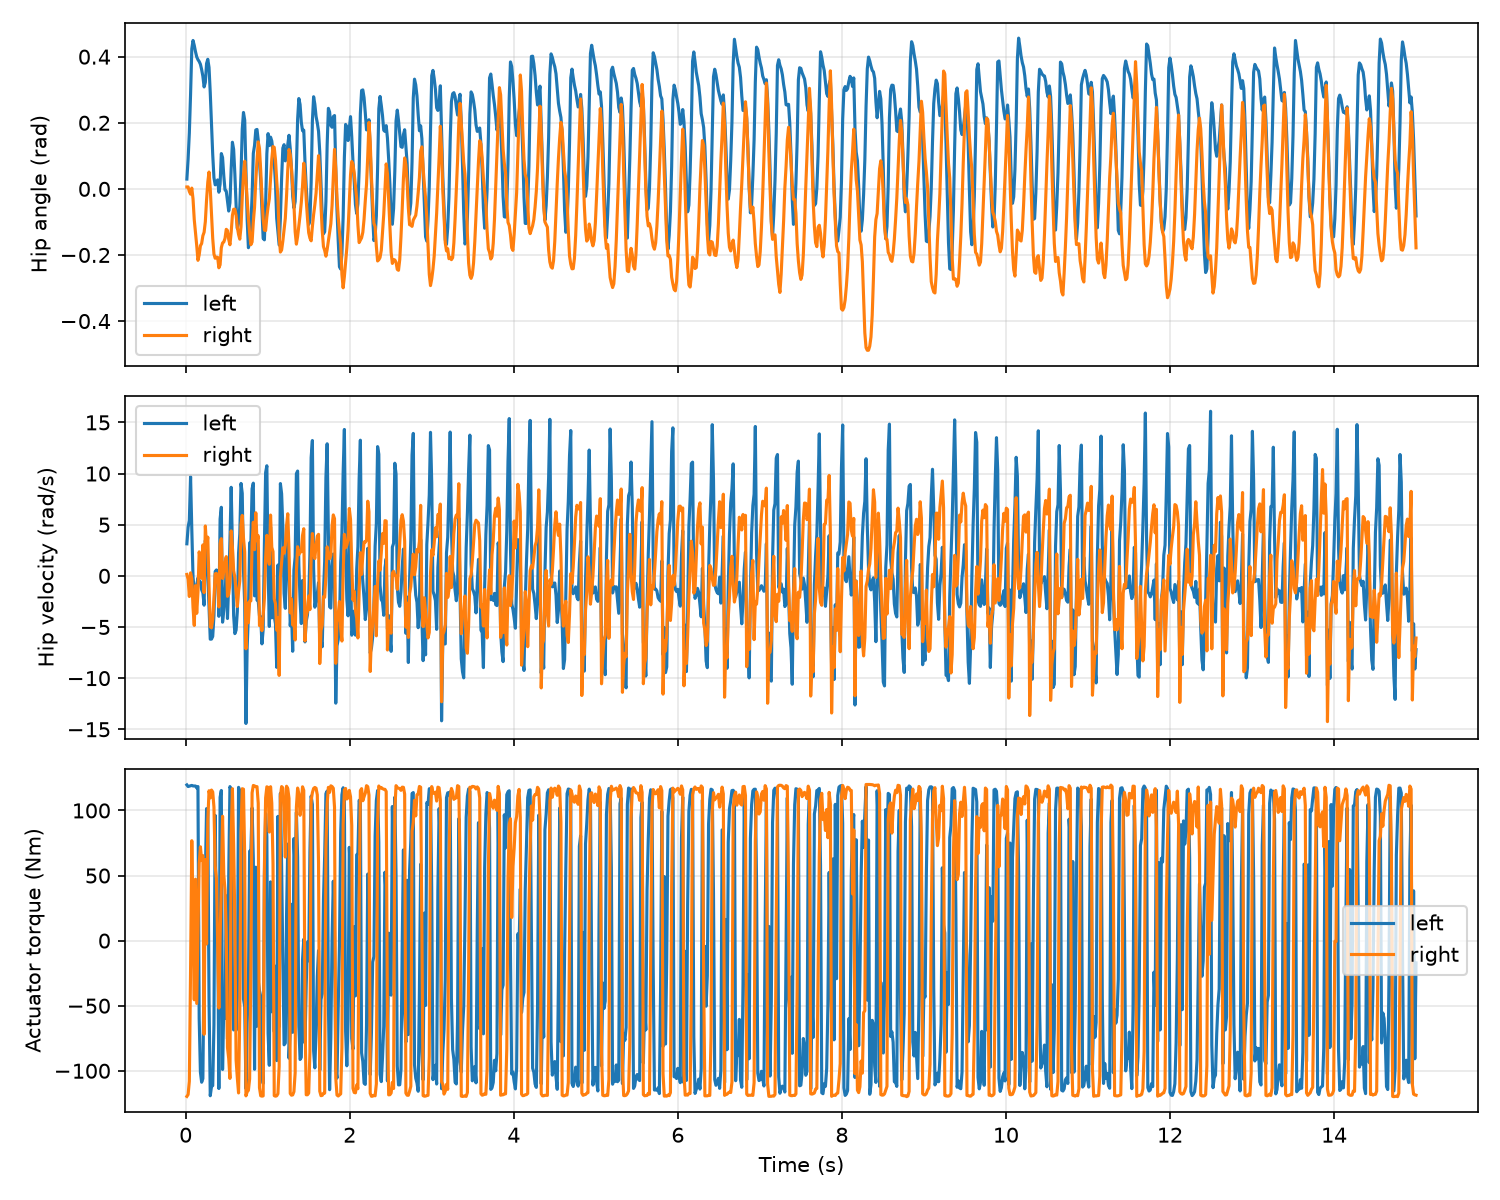 0.4
0.2
0.0
−0.2
−0.4
Hip angle (rad)
left
right
15
10
5
0
−5
−10
−15
Hip velocity (rad/s)
left
right
100
50
0
−50
−100
Actuator torque (Nm)
left
right
0 2 4 6 8 10 12 14
Time (s)